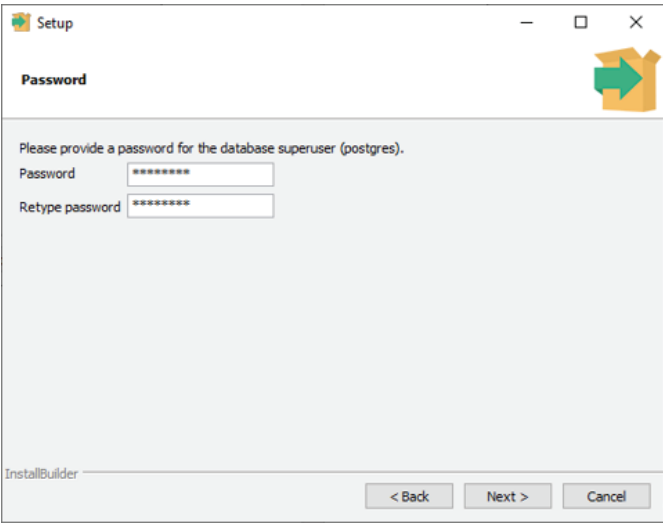 Setup
Password
Please provide a password for the database superuser (postgres).
Password ********
Retype password ********
InstallBuilder
< Back Next > Cancel